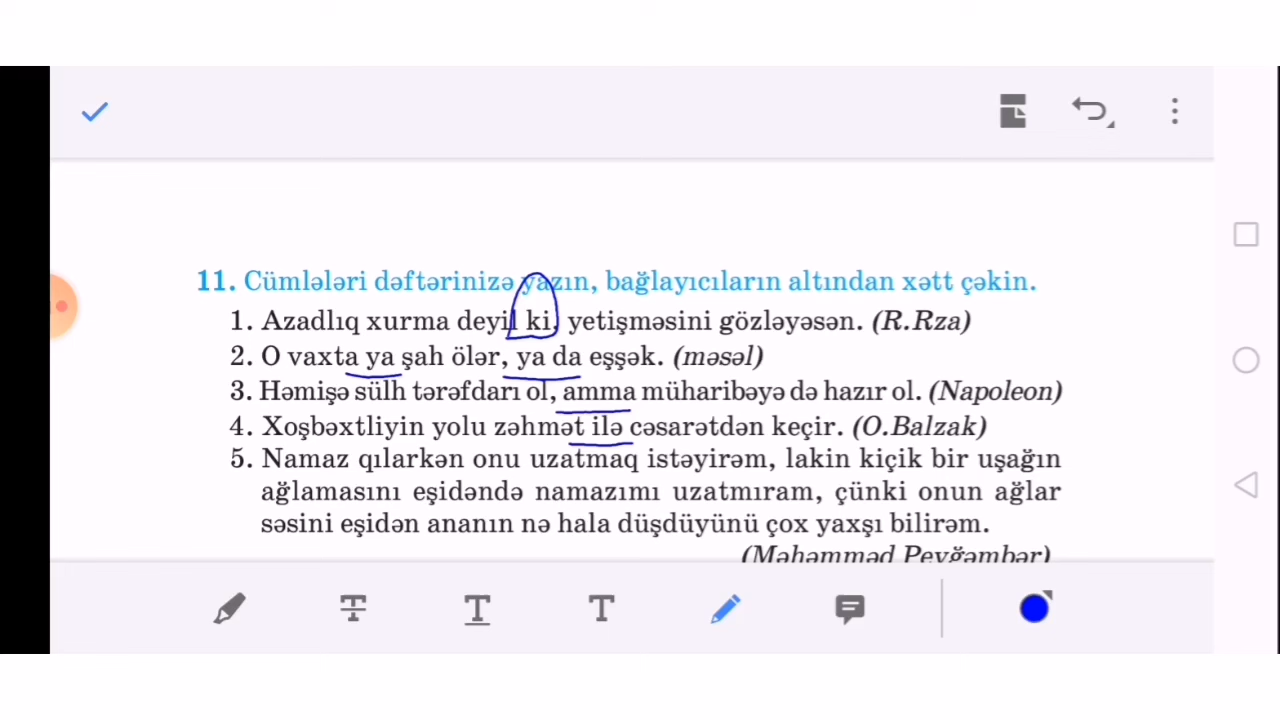 11. Cümlələri dəftərinizə yazın, bağlayıcıların altından xətt çəkin.
1. Azadlıq xurma deyil ki, yetişməsini gözləyəsən. (R.Rza)
2. O vaxta ya şah ölər, ya da eşşək. (məsəl)
3. Həmişə sülh tərəfdarı ol, amma müharibəyə də hazır ol. (Napoleon)
4. Xoşbəxtliyin yolu zəhmət ilə cəsarətdən keçir. (O.Balzak)
5. Namaz qılarkən onu uzatmaq istəyirəm, lakin kiçik bir uşağın
ağlamasını eşidəndə namazımı uzatmıram, çünki onun ağlar
səsini eşidən ananın nə hala düşdüyünü çox yaxşı bilirəm.
(Məhəmməd Peyğəmbər)
T T T